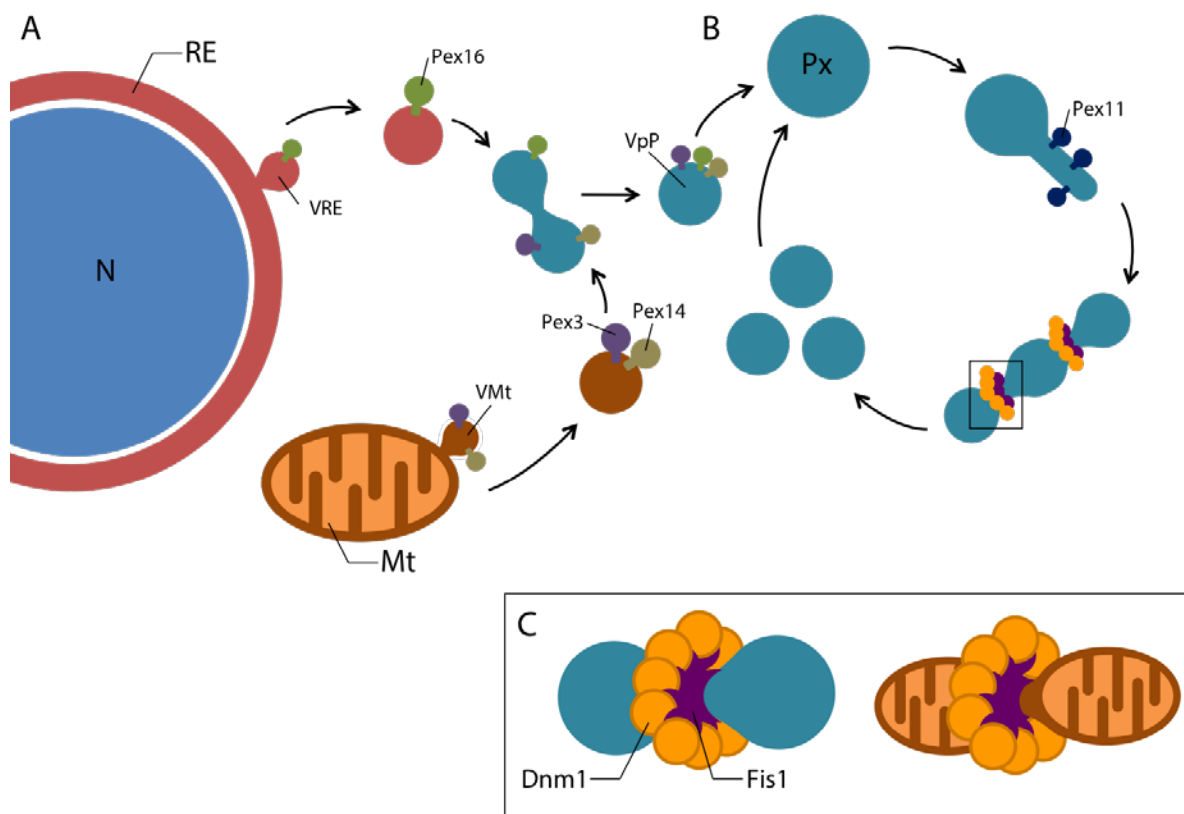 A
B
RE
Pex16
Px
Pex11
VpP
VRE
N
Pex3
Pex14
VMt
Mt
C
Dnm1
Fis1